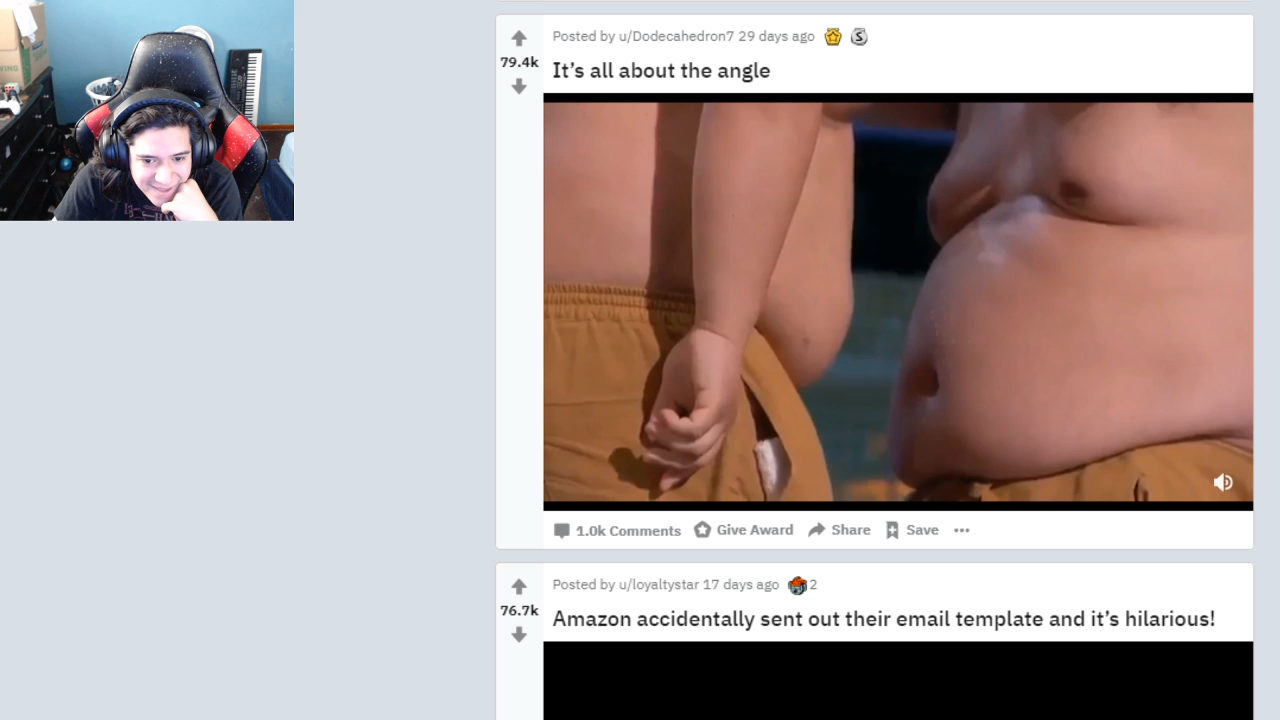 Posted by u/Dodecahedron7 29 days ago
79.4k
It's all about the angle
1.0k Comments Give Award Share Save
Posted by u/loyaltystar 17 days ago 2
76.7k
Amazon accidentally sent out their email template and it's hilarious!